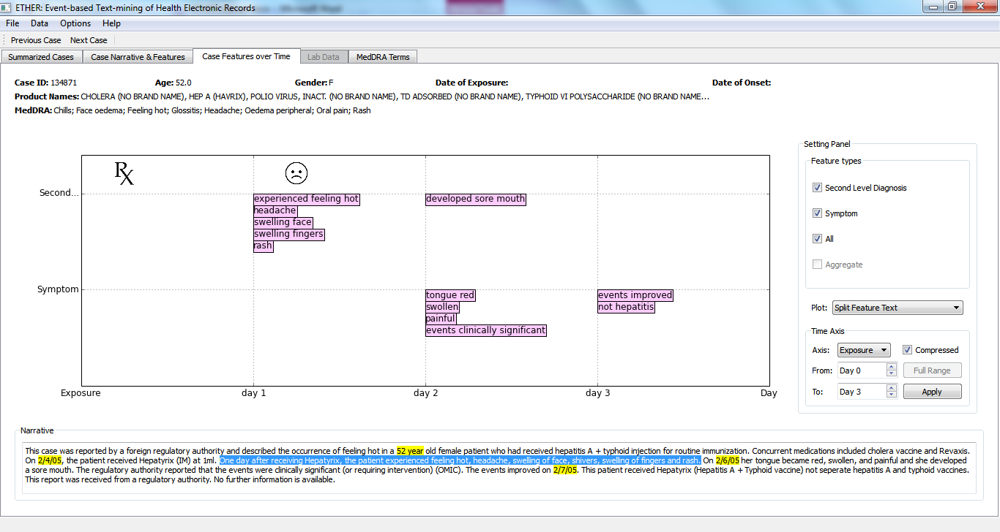 ETHER: Event-based Text-mining of Health Electronic Records
File Data Options Help
Previous Case Next Case
Summarized Cases Case Narrative & Features Case Features over Time Lab Data MedDRA Terms
Case ID: 134871 Age: 52.0 Gender: F Date of Exposure: Date of Onset:
Product Names: CHOLERA (NO BRAND NAME), HEP A (HAVRIX), POLIO VIRUS, INACT. (NO BRAND NAME), TD ADSORBED (NO BRAND NAME), TYPHOID VI POLYSACCHARIDE (NO BRAND NAME...
MedDRA: Chills; Face oedema; Feeling hot; Glossitis; Headache; Oedema peripheral; Oral pain; Rash
Rx
Second...
experienced feeling hot
headache
swelling face
swelling fingers
rash
developed sore mouth
Symptom
tongue red
swollen
painful
events clinically significant
events improved
not hepatitis
Exposure day 1 day 2 day 3 Day
Setting Panel
Feature types
Second Level Diagnosis
Symptom
All
Aggregate
Plot: Split Feature Text
Time Axis
Axis: Exposure Compressed
From: Day 0 Full Range
To: Day 3 Apply
Narrative
This case was reported by a foreign regulatory authority and described the occurrence of feeling hot in a 52 year old female patient who had received hepatitis A + typhoid injection for routine immunization. Concurrent medications included cholera vaccine and Revaxis.
On 2/4/05, the patient received Hepatyrix (IM) at 1ml. One day after receiving Hepatyrix, the patient experienced feeling hot, headache, swelling of face, shivers, swelling of fingers and rash. On 2/6/05 her tongue became red, swollen, and painful and she developed
a sore mouth. The regulatory authority reported that the events were clinically significant (or requiring intervention) (OMIC). The events improved on 2/7/05. This patient received Hepatyrix (Hepatitis A +Typhoid vaccine) not seperate hepatitis A and typhoid vaccines.
This report was received from a regulatory authority. No further information is available.